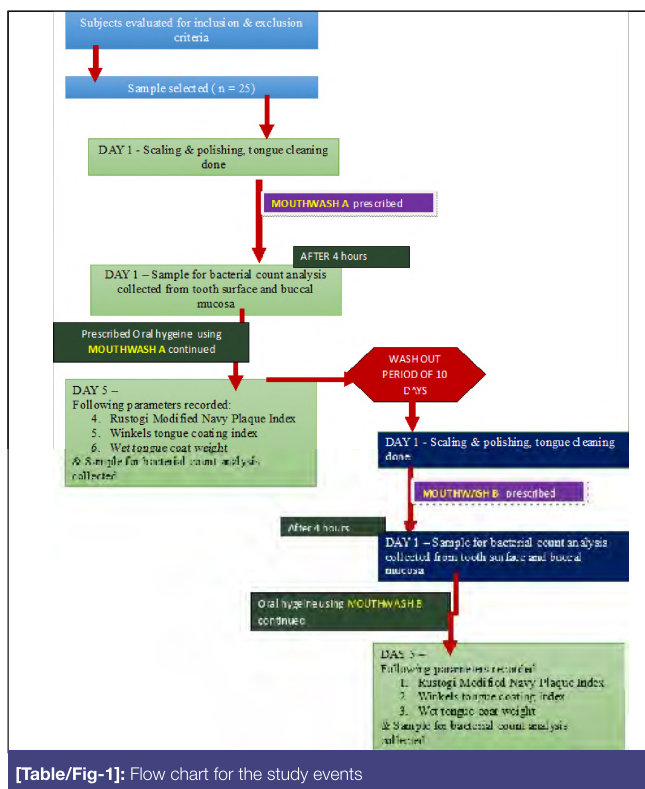 Subjects evaluated for inclusion & exclusion
criteria
Sample selected ( n = 25)
DAY 1 - Scaling & polishing, tongue cleaning
done
MOUTHWASH A prescribed
AFTER 4 hours
DAY 1 – Sample for bacterial count analysis
collected from tooth surface and buccal
mucosa
Prescribed Oral hygeine using
MOUTHWASH A continued
WASH OUT
PERIOD OF 10
DAYS
DAY 5 –
Following parameters recorded:
4. Rustogi Modified Navy Plaque Index
5. Winkels tongue coating index
6. Wet tongue coat weight
& Sample for bacterial count analysis
collected
DAY 1 - Scaling & polishing, tongue cleaning
done
MOUTHWASH B prescribed
After 4 hours
DAY 1 – Sample for bacterial count analysis
collected from tooth surface and buccal
mucosa
Oral hygeine using MOUTHWASH B
continued
DAY 5 –
Following parameters recorded
1. Rustogi Modified Navy Plaque Index
2. Winkels tongue coating index
3. Wet tongue coat weight
& Sample for bacterial count analysis
collected
[Table/Fig-1]: Flow chart for the study events